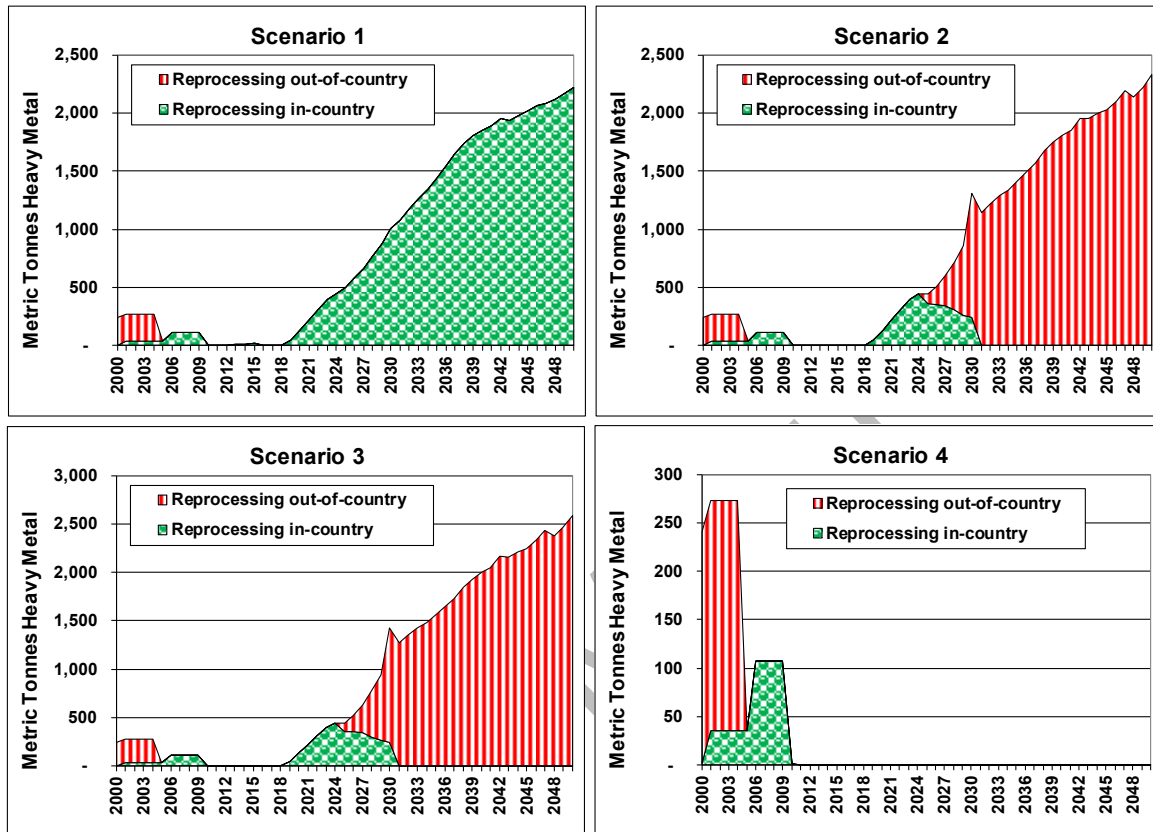 Scenario 1
Metric Tonnes Heavy Metal
2,500
2,000
1,500
1,000
500
-
Reprocessing out-of-country
Reprocessing in-country
2000 2003 2006 2009 2012 2015 2018 2021 2024 2027 2030 2033 2036 2039 2042 2045 2048
Scenario 2
Metric Tonnes Heavy Metal
2,500
2,000
1,500
1,000
500
-
Reprocessing out-of-country
Reprocessing in-country
2000 2003 2006 2009 2012 2015 2018 2021 2024 2027 2030 2033 2036 2039 2042 2045 2048
Scenario 3
Metric Tonnes Heavy Metal
3,000
2,500
2,000
1,500
1,000
500
-
Reprocessing out-of-country
Reprocessing in-country
2000 2003 2006 2009 2012 2015 2018 2021 2024 2027 2030 2033 2036 2039 2042 2045 2048
Scenario 4
Metric Tonnes Heavy Metal
300
250
200
150
100
50
-
Reprocessing out-of-country
Reprocessing in-country
2000 2003 2006 2009 2012 2015 2018 2021 2024 2027 2030 2033 2036 2039 2042 2045 2048